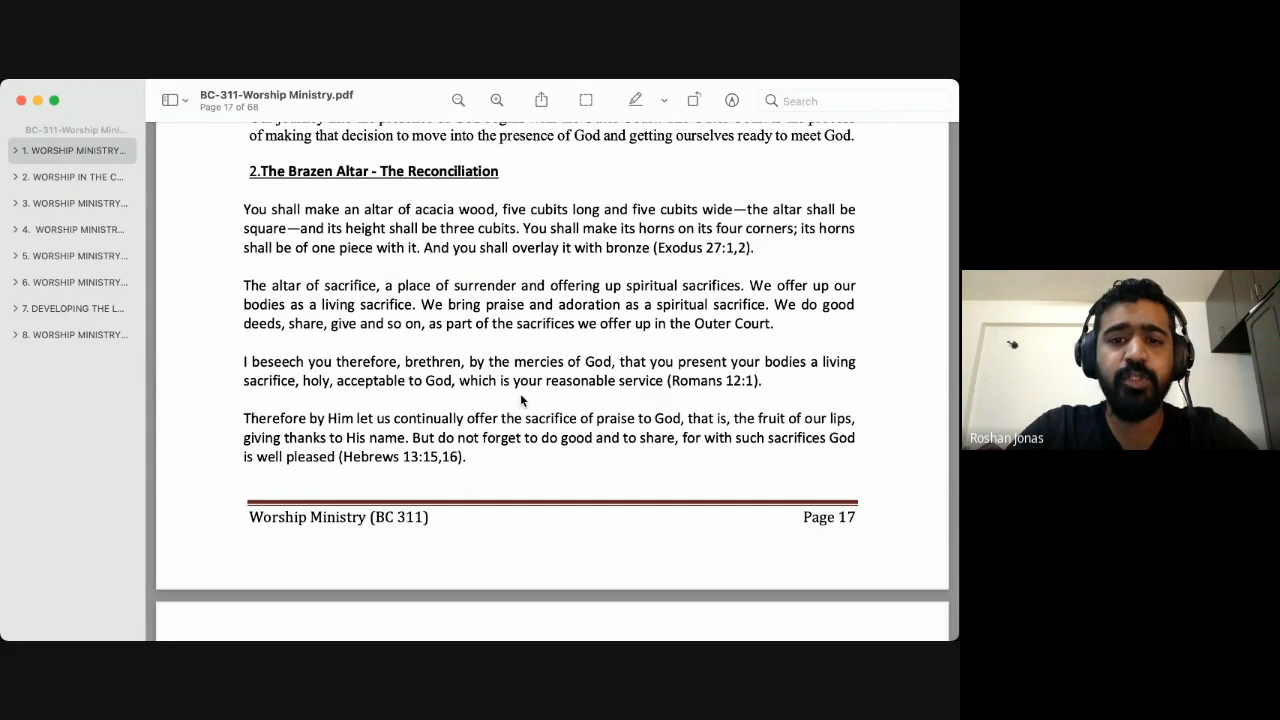 BC-311-Worship Ministry.pdf
Page 17 of 68
Search
BC-311-Worship Mini...
1. WORSHIP MINISTRY...
2. WORSHIP IN THE C...
3. WORSHIP MINISTRY...
4. WORSHIP MINISTR...
5. WORSHIP MINISTRY...
6. WORSHIP MINISTRY...
7. DEVELOPING THE L...
8. WORSHIP MINISTRY...
of making that decision to move into the presence of God and getting ourselves ready to meet God.
2.The Brazen Altar - The Reconciliation
You shall make an altar of acacia wood, five cubits long and five cubits wide—the altar shall be
square—and its height shall be three cubits. You shall make its horns on its four corners; its horns
shall be of one piece with it. And you shall overlay it with bronze (Exodus 27:1,2).
The altar of sacrifice, a place of surrender and offering up spiritual sacrifices. We offer up our
bodies as a living sacrifice. We bring praise and adoration as a spiritual sacrifice. We do good
deeds, share, give and so on, as part of the sacrifices we offer up in the Outer Court.
I beseech you therefore, brethren, by the mercies of God, that you present your bodies a living
sacrifice, holy, acceptable to God, which is your reasonable service (Romans 12:1).
Therefore by Him let us continually offer the sacrifice of praise to God, that is, the fruit of our lips,
giving thanks to His name. But do not forget to do good and to share, for with such sacrifices God
is well pleased (Hebrews 13:15,16).
Worship Ministry (BC 311)
Page 17
Roshan Jonas